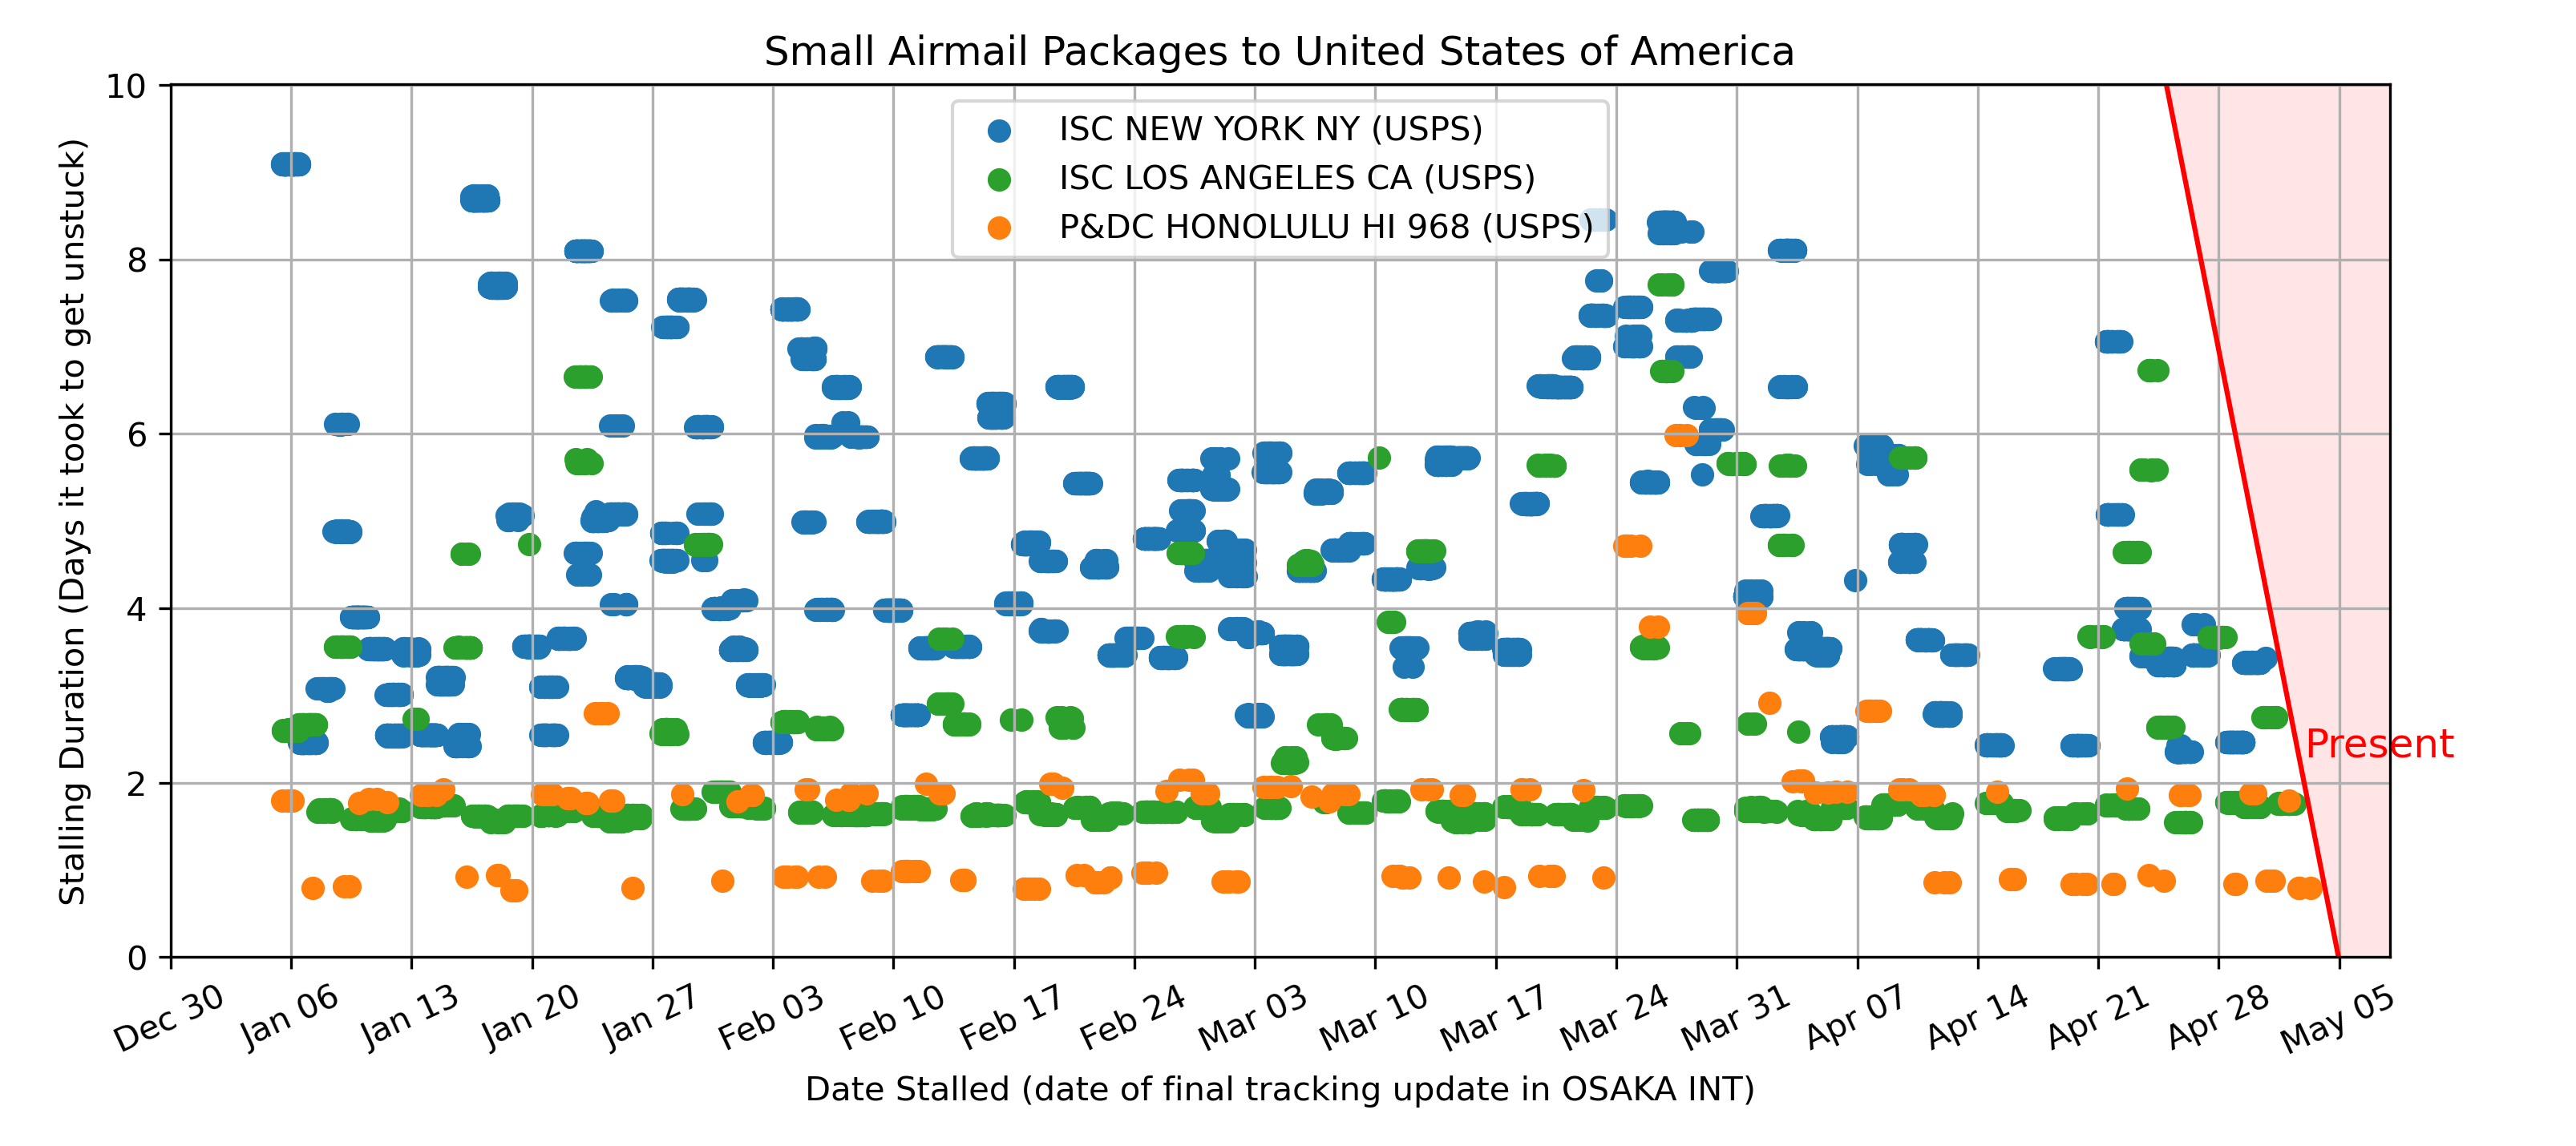 Small Airmail Packages to United States of America
ISC NEW YORK NY (USPS)
ISC LOS ANGELES CA (USPS)
P&DC HONOLULU HI 968 (USPS)
Stalling Duration (Days it took to get unstuck)
10
8
6
4
2
0
Present
Dec 30
Jan 06
Jan 13
Jan 20
Jan 27
Feb 03
Feb 10
Feb 17
Feb 24
Mar 03
Mar 10
Mar 17
Mar 24
Mar 31
Apr 07
Apr 14
Apr 21
Apr 28
May 05
Date Stalled (date of final tracking update in OSAKA INT)